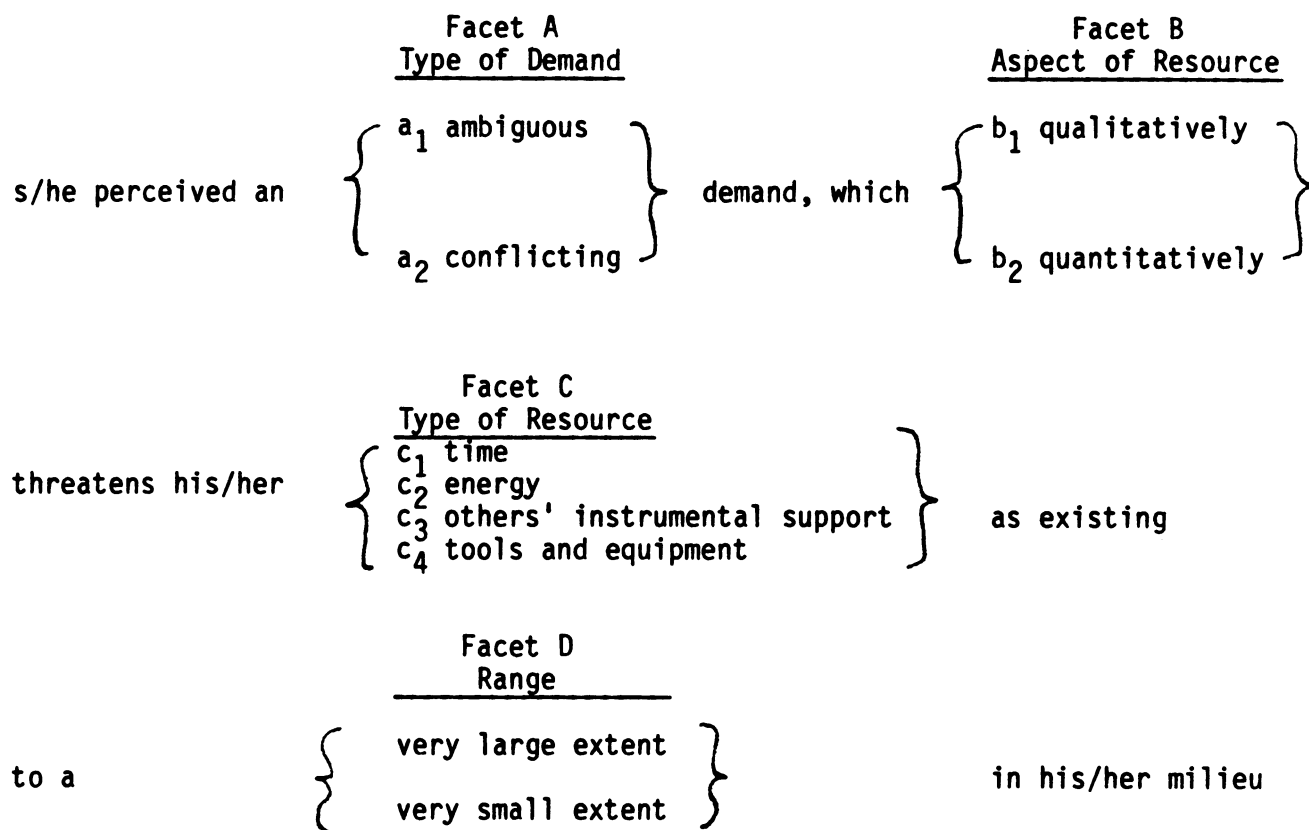 Facet A Facet B
Type of Demand Aspect of Resource
a1 ambiguous b1 qualitatively
s/he perceived an demand, which
a2 conflicting b2 quantitatively
Facet C
Type of Resource
c1 time
threatens his/her
c2 energy
c3 others' instrumental support as existing
c4 tools and equipment
Facet D
Range
very large extent
to a in his/her milieu
very small extent